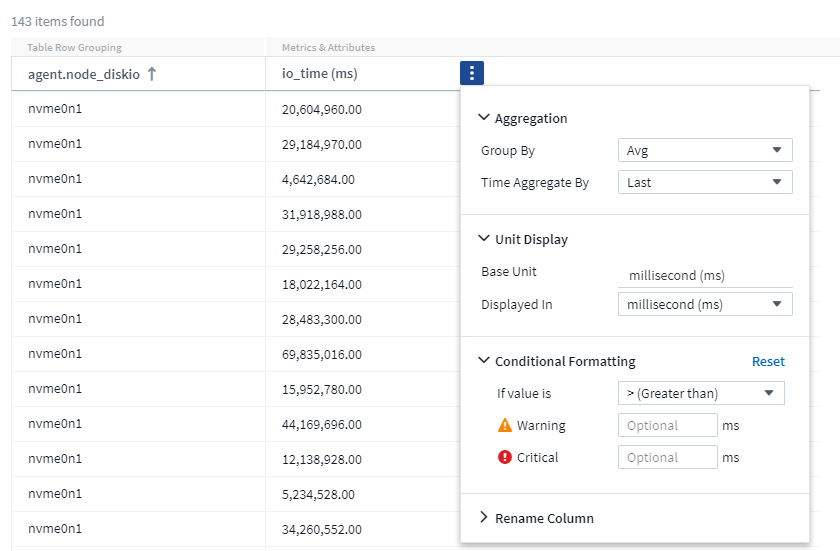 143 items found
Table Row Grouping
Metrics & Attributes
agent.node_diskio ↑
io_time (ms)
nvme0n1 20,604,960.00
nvme0n1 29,184,970.00
nvme0n1 4,642,684.00
nvme0n1 31,918,988.00
nvme0n1 29,258,256.00
nvme0n1 18,022,164.00
nvme0n1 28,483,300.00
nvme0n1 69,835,016.00
nvme0n1 15,952,780.00
nvme0n1 44,169,696.00
nvme0n1 12,138,928.00
nvme0n1 5,234,528.00
nvme0n1 34,260,552.00
Aggregation
Group By Avg
Time Aggregate By Last
Unit Display
Base Unit millisecond (ms)
Displayed In millisecond (ms)
Conditional Formatting Reset
If value is > (Greater than)
Warning Optional ms
Critical Optional ms
Rename Column